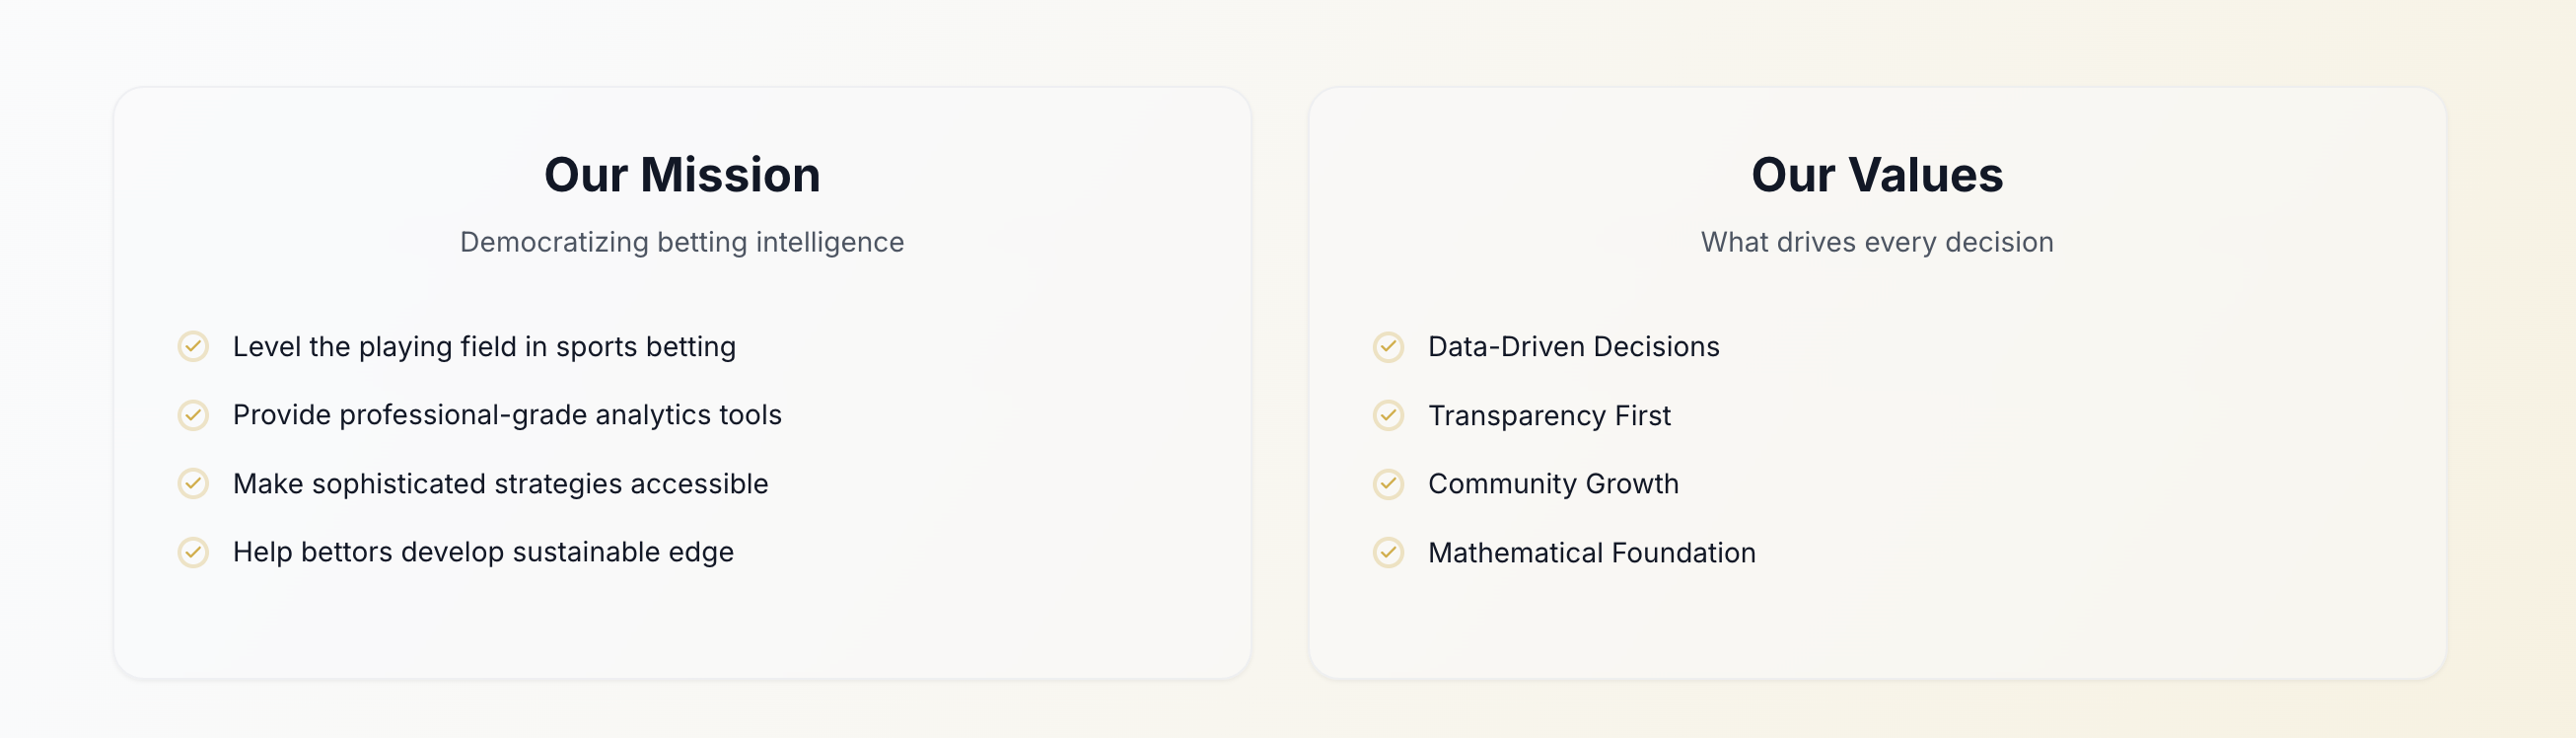 Our Mission
Democratizing betting intelligence
Level the playing field in sports betting
Provide professional-grade analytics tools
Make sophisticated strategies accessible
Help bettors develop sustainable edge
Our Values
What drives every decision
Data-Driven Decisions
Transparency First
Community Growth
Mathematical Foundation